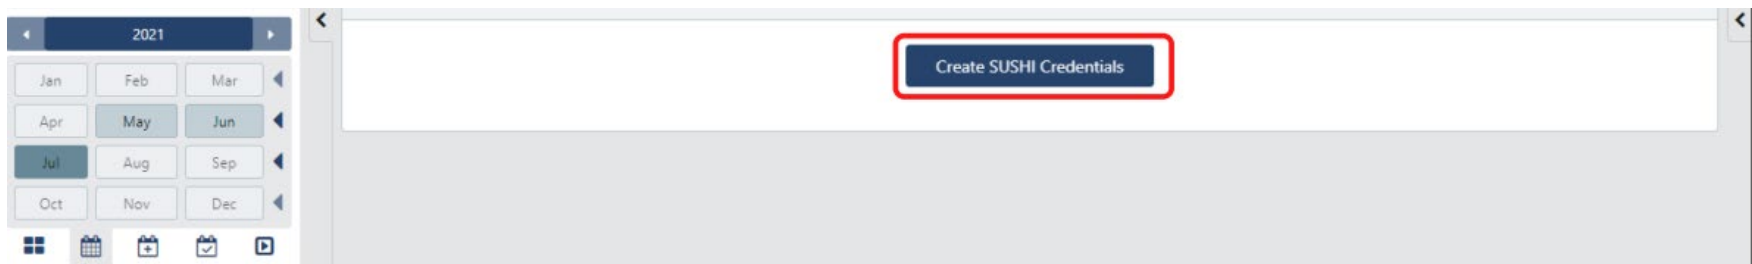 2021
Jan Feb Mar
Apr May Jun
Jul Aug Sep
Oct Nov Dec
Create SUSHI Credentials